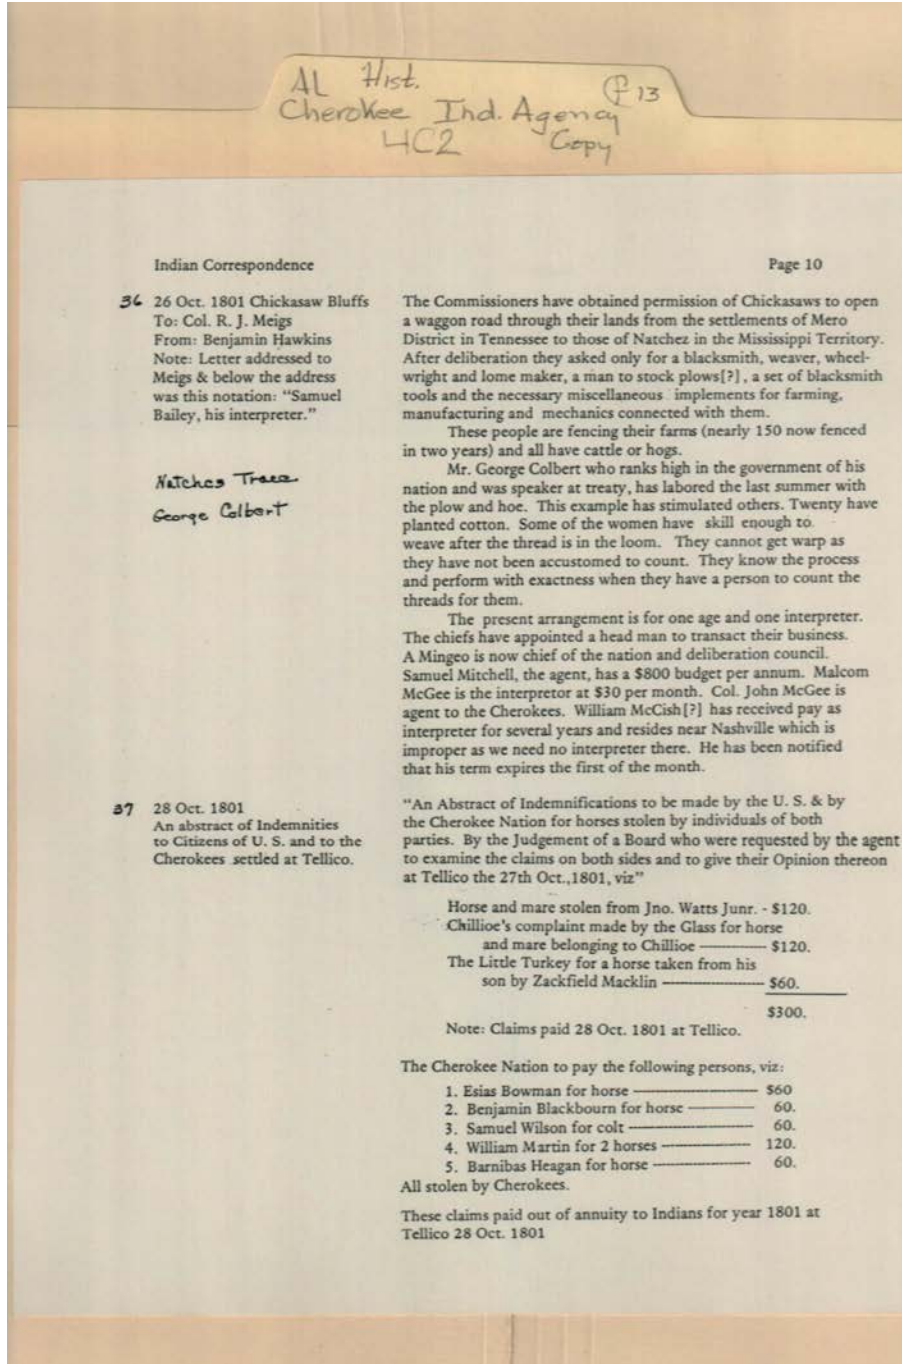 AL Hist. F 13
Cherokee Ind. Agency
4C2 Copy
Indian Correspondence Page 10
36 26 Oct. 1801 Chickasaw Bluffs
To: Col. R. J. Meigs
From: Benjamin Hawkins
Note: Letter addressed to
Meigs & below the address
was this notation: "Samuel
Bailey, his interpreter."
Natches Trace
George Colbert
The Commissioners have obtained permission of Chickasaws to open
a waggon road through their lands from the settlements of Mero
District in Tennessee to those of Natchez in the Mississippi Territory.
After deliberation they asked only for a blacksmith, weaver, wheel-
wright and lome maker, a man to stock plows[?] , a set of blacksmith
tools and the necessary miscellaneous implements for farming,
manufacturing and mechanics connected with them.
These people are fencing their farms (nearly 150 now fenced
in two years) and all have cattle or hogs.
Mr. George Colbert who ranks high in the government of his
nation and was speaker at treaty, has labored the last summer with
the plow and hoe. This example has stimulated others. Twenty have
planted cotton. Some of the women have skill enough to
weave after the thread is in the loom. They cannot get warp as
they have not been accustomed to count. They know the process
and perform with exactness when they have a person to count the
threads for them.
The present arrangement is for one age and one interpreter.
The chiefs have appointed a head man to transact their business.
A Mingeo is now chief of the nation and deliberation council.
Samuel Mitchell, the agent, has a $800 budget per annum. Malcom
McGee is the interpretor at $30 per month. Col. John McGee is
agent to the Cherokees. William McCish[?] has received pay as
interpreter for several years and resides near Nashville which is
improper as we need no interpreter there. He has been notified
that his term expires the first of the month.
37 28 Oct. 1801
An abstract of Indemnities
to Citizens of U. S. and to the
Cherokees settled at Tellico.
"An Abstract of Indemnifications to be made by the U. S. & by
the Cherokee Nation for horses stolen by individuals of both
parties. By the Judgement of a Board who were requested by the agent
to examine the claims on both sides and to give their Opinion thereon
at Tellico the 27th Oct.,1801, viz"
Horse and mare stolen from Jno. Watts Junr. - $120.
Chillioe's complaint made by the Glass for horse
and mare belonging to Chillioe ———— $120.
The Little Turkey for a horse taken from his
son by Zackfield Macklin ———— $60.
$300.
Note: Claims paid 28 Oct. 1801 at Tellico.
The Cherokee Nation to pay the following persons, viz:
1. Esias Bowman for horse ———— $60
2. Benjamin Blackbourn for horse ———— 60.
3. Samuel Wilson for colt ———— 60.
4. William Martin for 2 horses ———— 120.
5. Barnibas Heagan for horse ———— 60.
All stolen by Cherokees.
These claims paid out of annuity to Indians for year 1801 at
Tellico 28 Oct. 1801